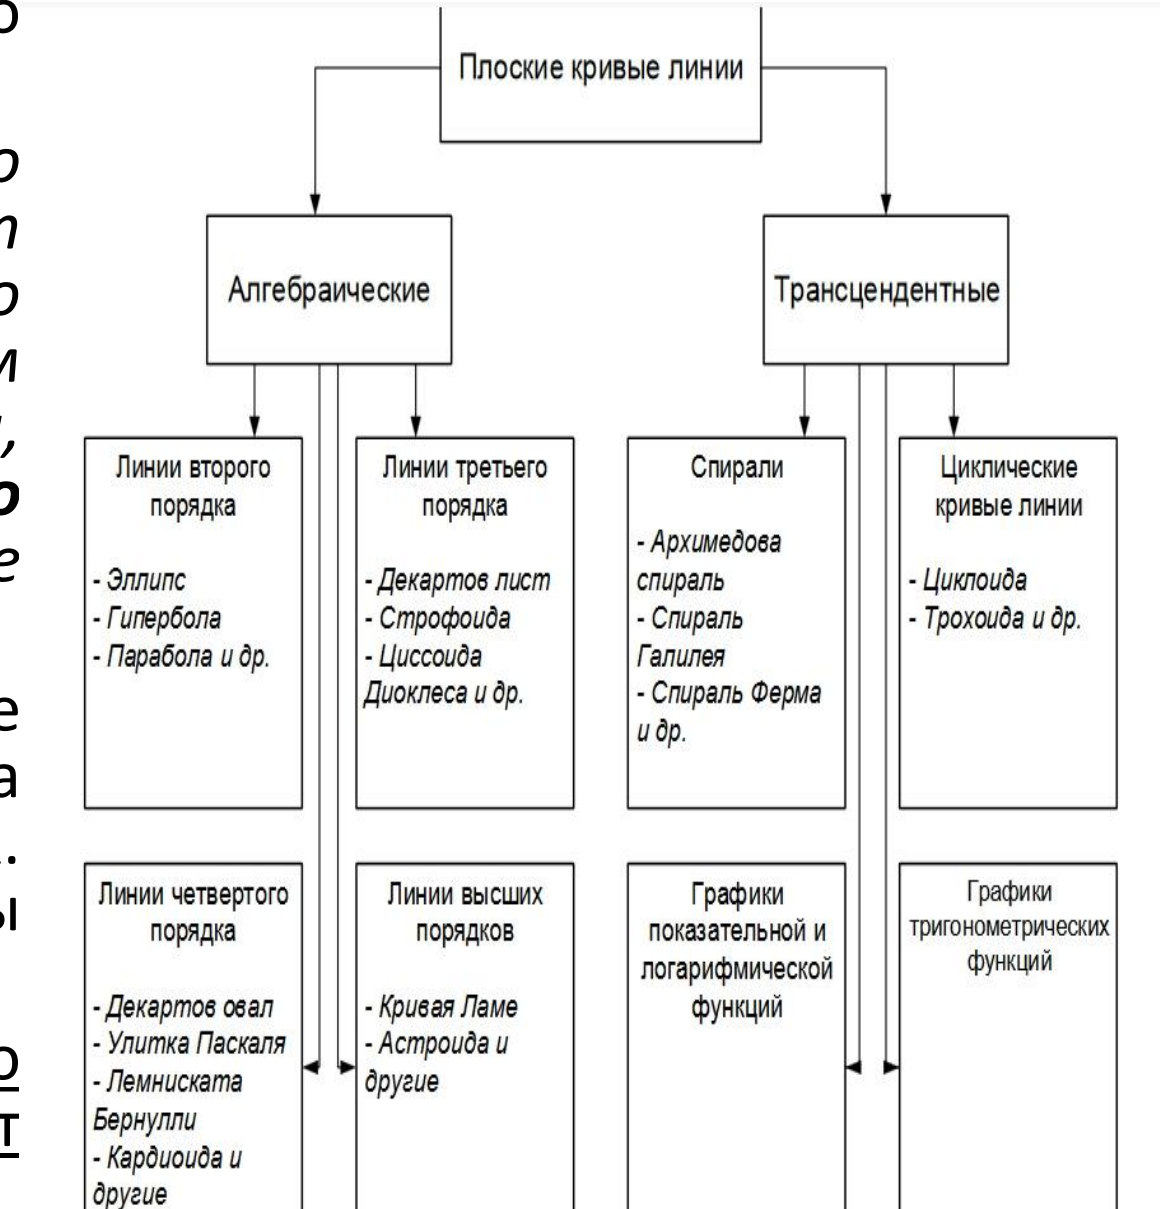 о
о
т
о
м
,
о
е
е
а
.
ы
о
т
Плоские кривые линии
Алгебраические
Трансцендентные
Линии второго
порядка
- Эллипс
- Гипербола
- Парабола и др.
Линии третьего
порядка
- Декартов лист
- Строфоида
- Циссоида
Диоклеса и др.
Спирали
- Архимедова
спираль
- Спираль
Галилея
- Спираль Ферма
и др.
Циклические
кривые линии
- Циклоида
- Трохоида и др.
Линии четвертого
порядка
- Декартов овал
- Улитка Паскаля
- Лемниската
Бернулли
- Кардиоида и
другие
Линии высших
порядков
- Кривая Ламе
- Астроида и
другие
Графики
показательной и
логарифмической
функций
Графики
тригонометрических
функций